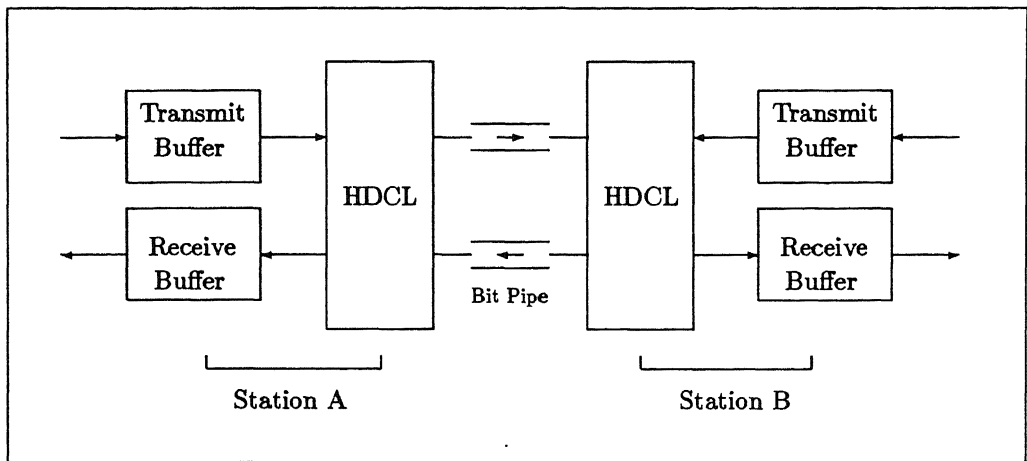 Transmit
Buffer
HDCL
HDCL
Transmit
Buffer
Receive
Buffer
Bit Pipe
Receive
Buffer
Station A
Station B